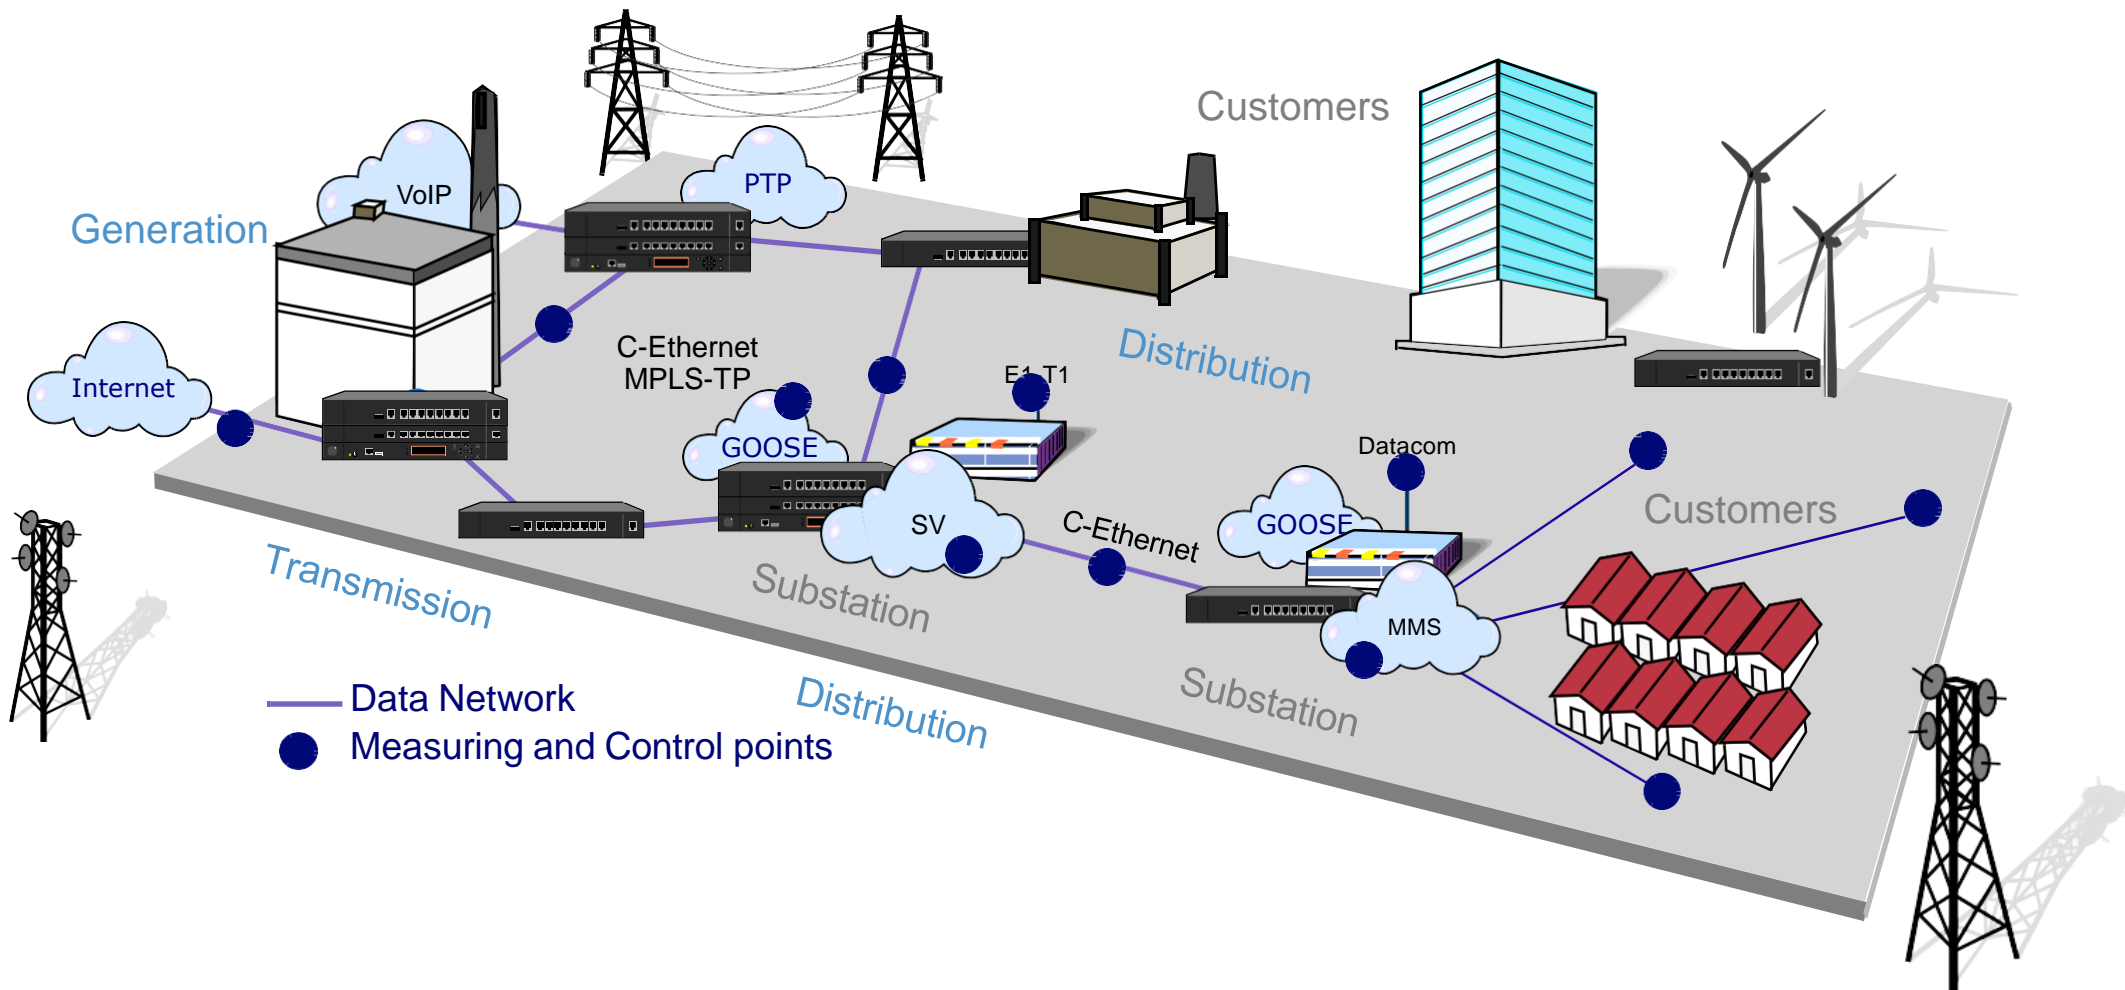 Customers
PTP
VoIP
Generation
Distribution
C-Ethernet
MPLS-TP
E1 T1
Internet
GOOSE
Datacom
Customers
SV
C-Ethernet
GOOSE
Transmission
Substation
MMS
Substation
Distribution
Data Network
Measuring and Control points